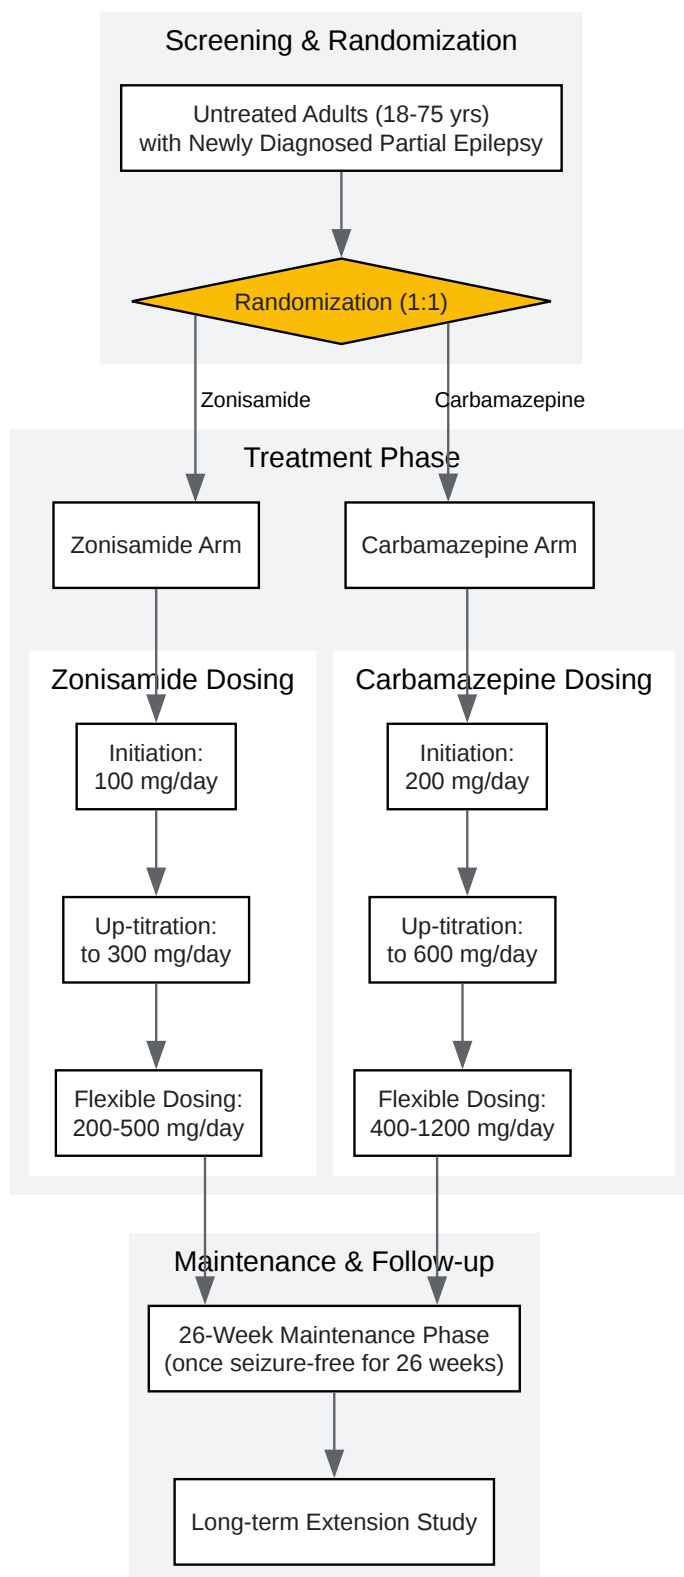 Screening & Randomization
Untreated Adults (18-75 yrs)
with Newly Diagnosed Partial Epilepsy
Randomization (1:1)
Zonisamide
Carbamazepine
Treatment Phase
Zonisamide Arm
Carbamazepine Arm
Zonisamide Dosing
Carbamazepine Dosing
Initiation:
100 mg/day
Initiation:
200 mg/day
Up-titration:
to 300 mg/day
Up-titration:
to 600 mg/day
Flexible Dosing:
200-500 mg/day
Flexible Dosing:
400-1200 mg/day
Maintenance & Follow-up
26-Week Maintenance Phase
(once seizure-free for 26 weeks)
Long-term Extension Study